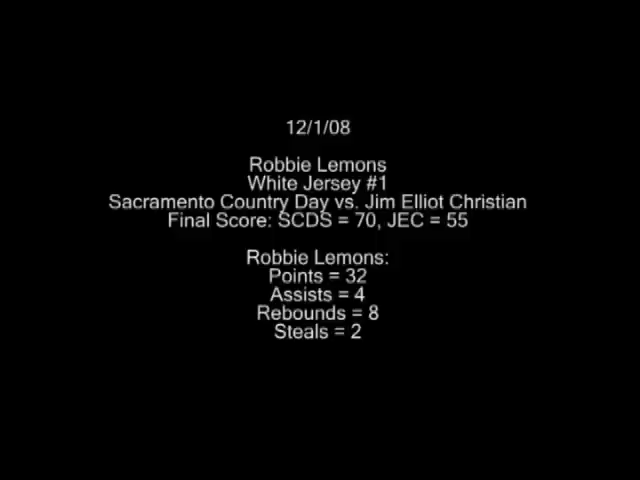 12/1/08
Robbie Lemons
White Jersey #1
Sacramento Country Day vs. Jim Elliot Christian
Final Score: SCDS = 70, JEC = 55
Robbie Lemons:
Points = 32
Assists = 4
Rebounds = 8
Steals = 2